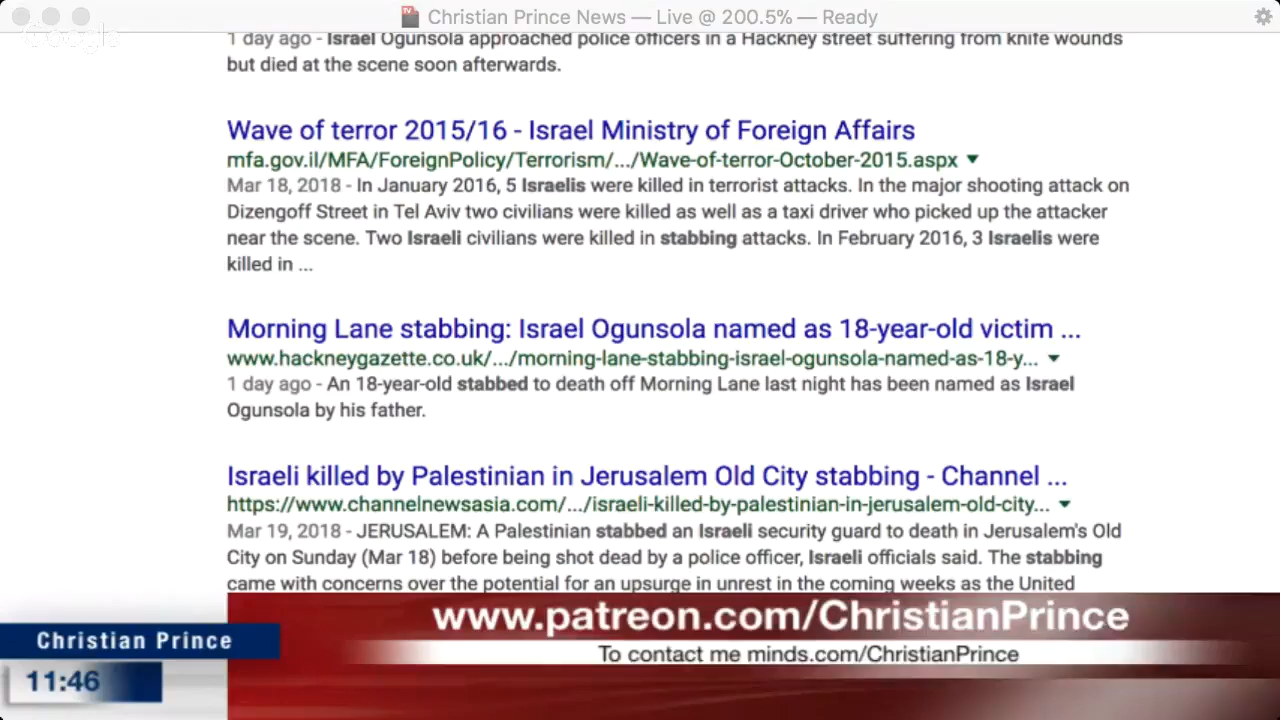 Christian Prince News — Live @ 200.5% — Ready
Google
1 day ago - Israel Ogunsola approached police officers in a Hackney street suffering from knife wounds
but died at the scene soon afterwards.
Wave of terror 2015/16 - Israel Ministry of Foreign Affairs
mfa.gov.il/MFA/ForeignPolicy/Terrorism/.../Wave-of-terror-October-2015.aspx
Mar 18, 2018 - In January 2016, 5 Israelis were killed in terrorist attacks. In the major shooting attack on
Dizengoff Street in Tel Aviv two civilians were killed as well as a taxi driver who picked up the attacker
near the scene. Two Israeli civilians were killed in stabbing attacks. In February 2016, 3 Israelis were
killed in ...
Morning Lane stabbing: Israel Ogunsola named as 18-year-old victim ...
www.hackneygazette.co.uk/.../morning-lane-stabbing-israel-ogunsola-named-as-18-y...
1 day ago - An 18-year-old stabbed to death off Morning Lane last night has been named as Israel
Ogunsola by his father.
Israeli killed by Palestinian in Jerusalem Old City stabbing - Channel ...
https://www.channelnewsasia.com/.../israeli-killed-by-palestinian-in-jerusalem-old-city...
Mar 19, 2018 - JERUSALEM: A Palestinian stabbed an Israeli security guard to death in Jerusalem's Old
City on Sunday (Mar 18) before being shot dead by a police officer, Israeli officials said. The stabbing
came with concerns over the potential for an upsurge in unrest in the coming weeks as the United
www.patreon.com/ChristianPrince
Christian Prince
To contact me minds.com/ChristianPrince
11:46